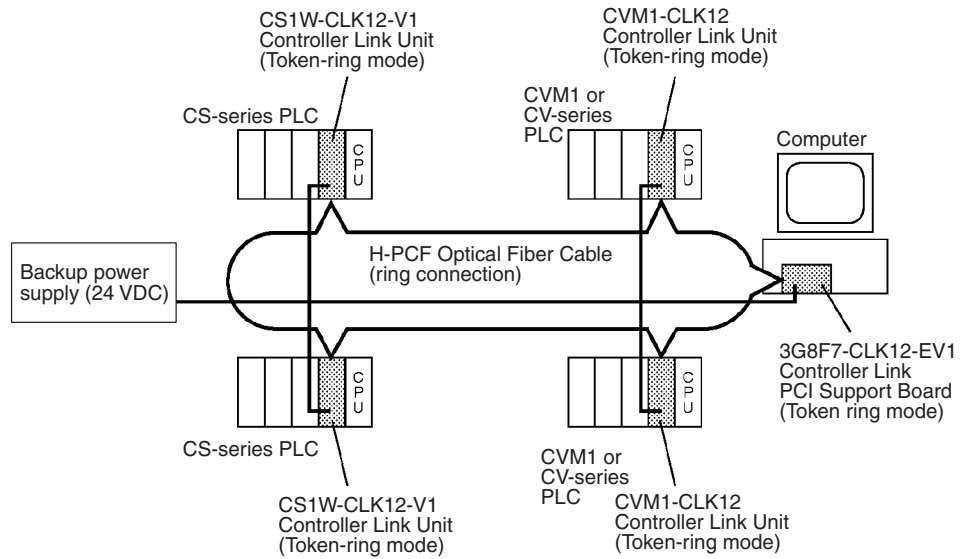 CS1W-CLK12-V1
Controller Link Unit
(Token-ring mode)
CVM1-CLK12
Controller Link Unit
(Token-ring mode)
CS-series PLC
CVM1 or
CV-series
PLC
CPU
CPU
Computer
Backup power
supply (24 VDC)
H-PCF Optical Fiber Cable
(ring connection)
3G8F7-CLK12-EV1
Controller Link
PCI Support Board
(Token ring mode)
CPU
CPU
CS-series PLC
CVM1 or
CV-series
PLC
CS1W-CLK12-V1
Controller Link Unit
(Token-ring mode)
CVM1-CLK12
Controller Link Unit
(Token-ring mode)